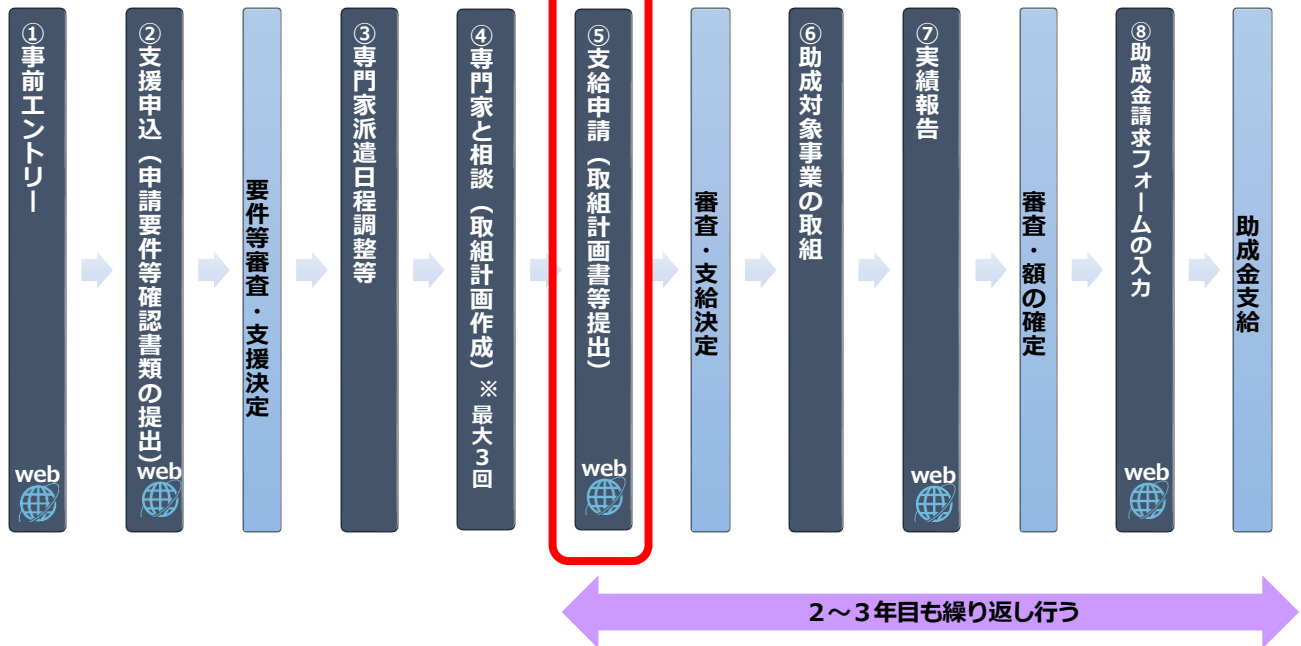 ①事前エントリー
web
②支援申込（申請要件等確認書類の提出）
web
要件等審査・支援決定
③専門家派遣日程調整等
④専門家と相談（取組計画作成）※最大３回
⑤支給申請（取組計画書等提出）
web
審査・支給決定
⑥助成対象事業の取組
⑦実績報告
web
審査・額の確定
⑧助成金請求フォームの入力
web
助成金支給
２～３年目も繰り返し行う